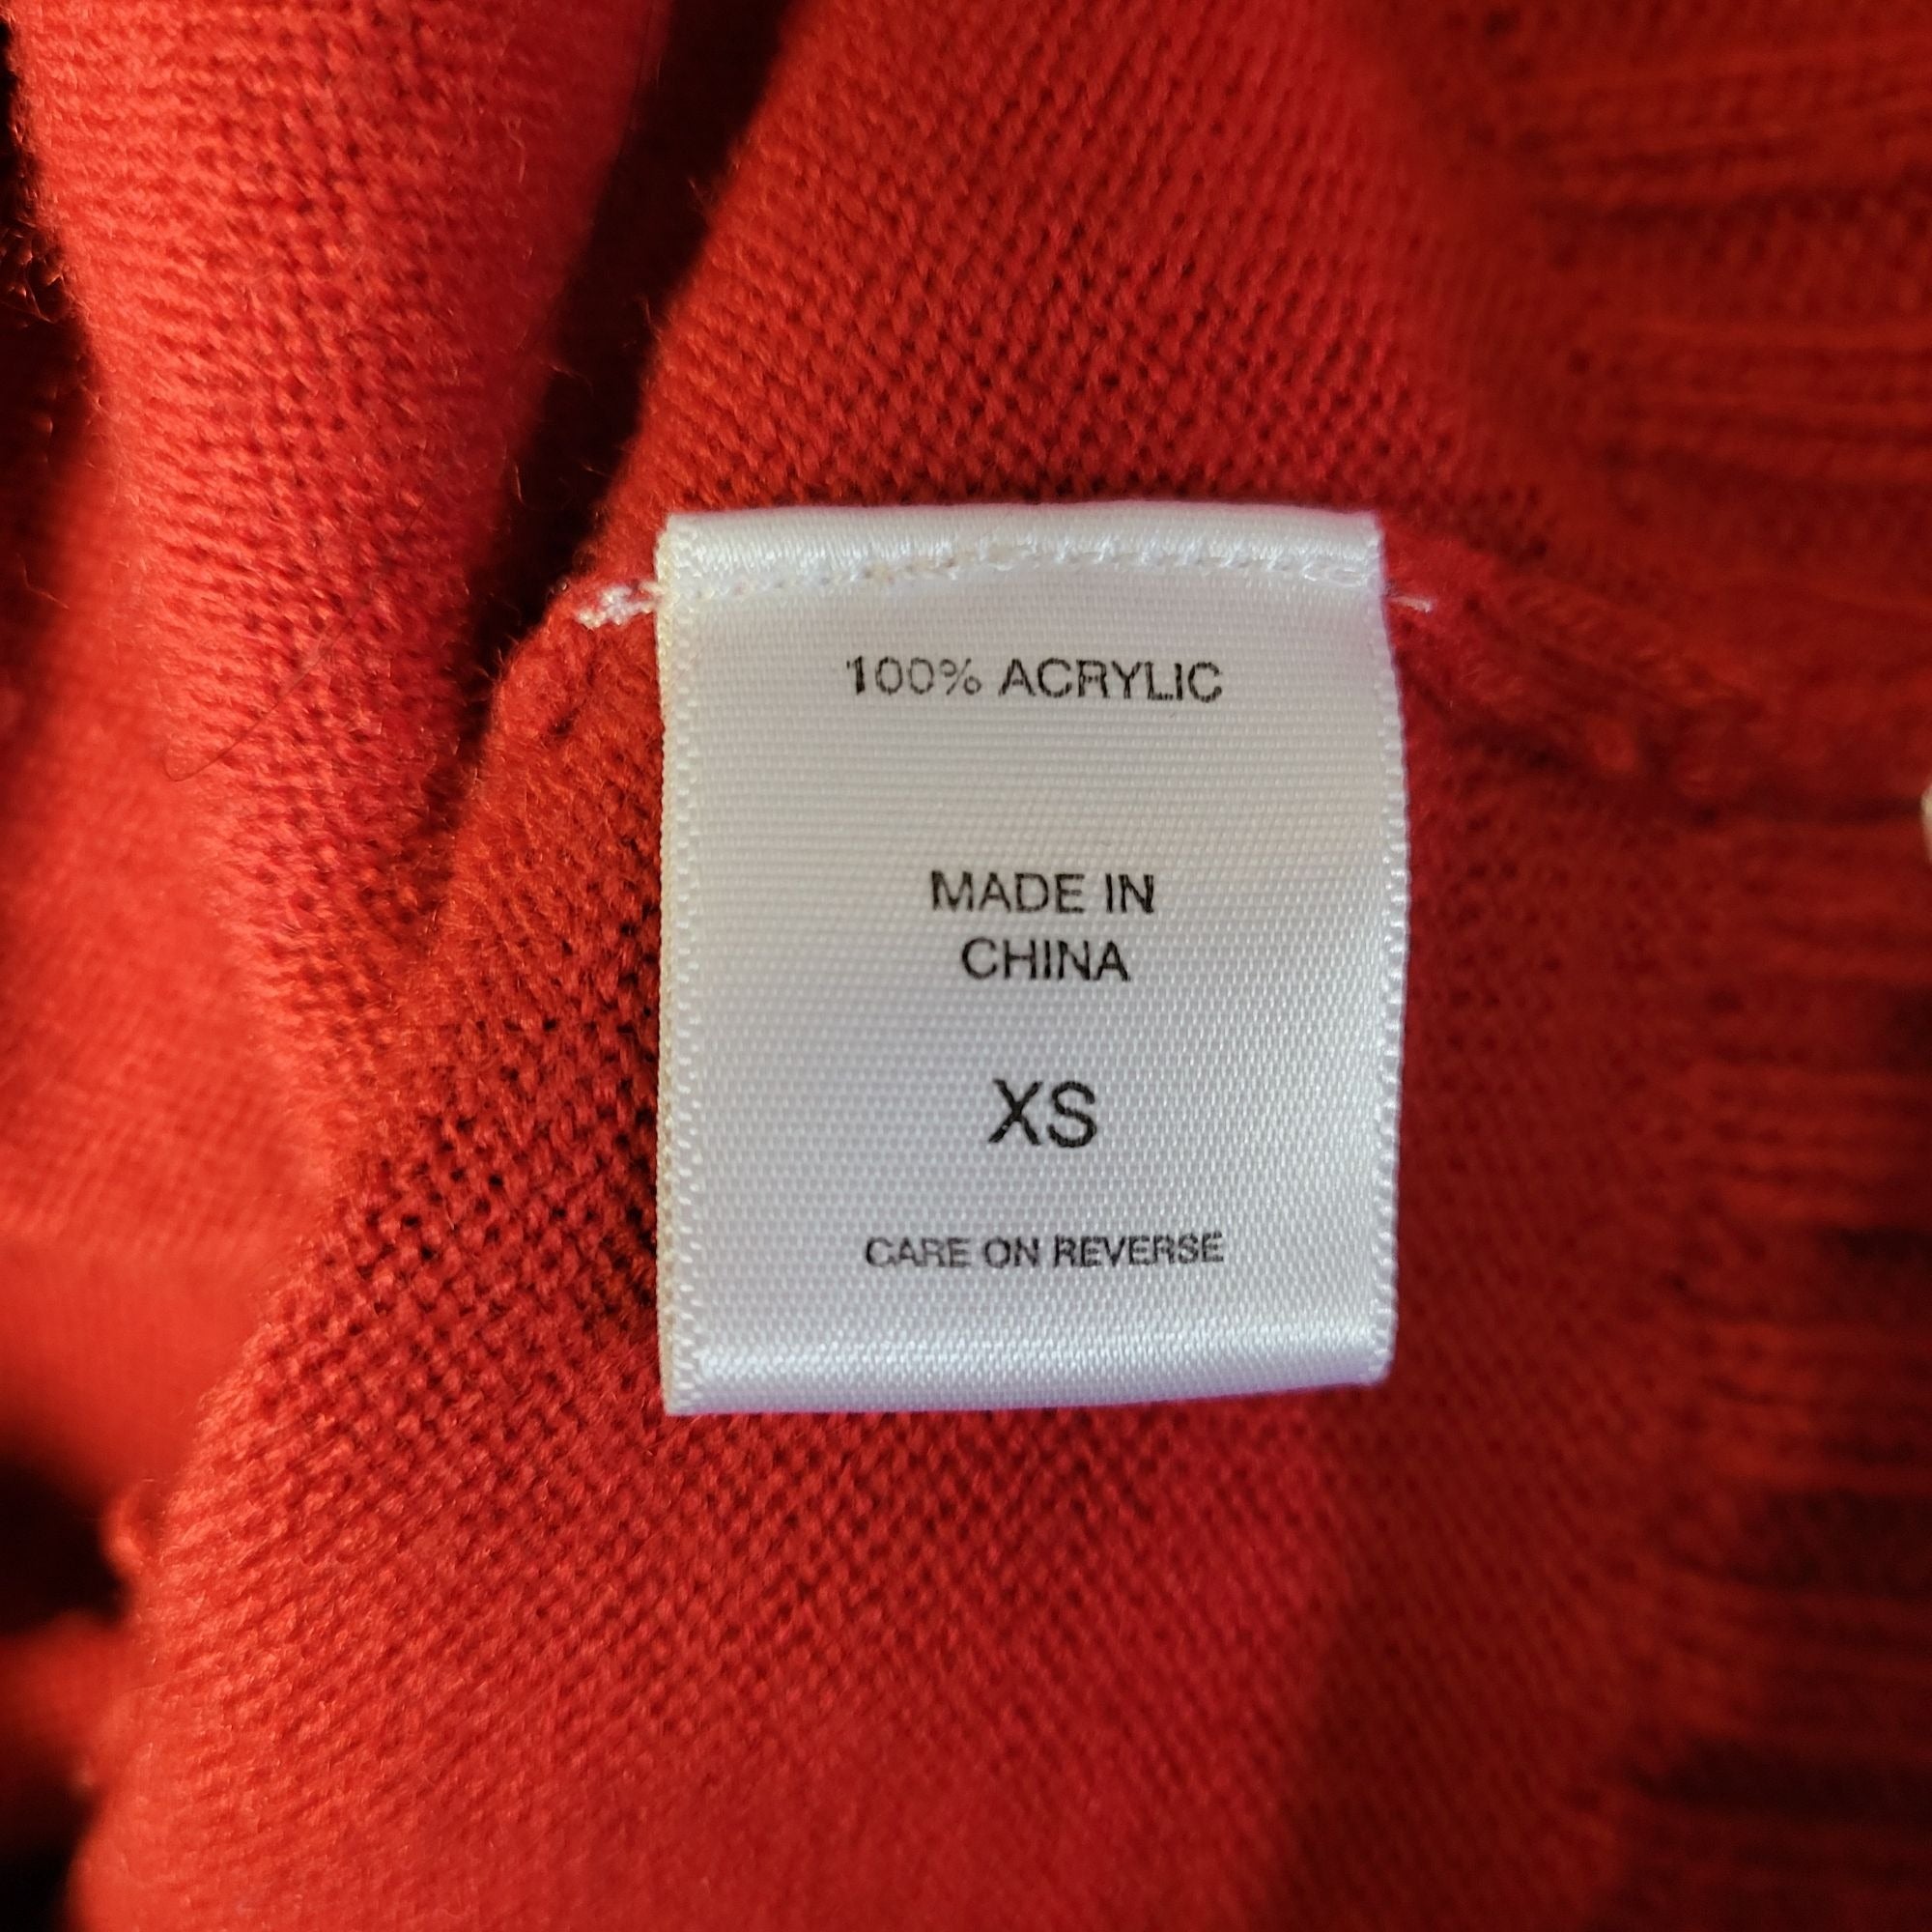 100% ACRYLIC
MADE IN
CHINA
XS
CARE ON REVERSE